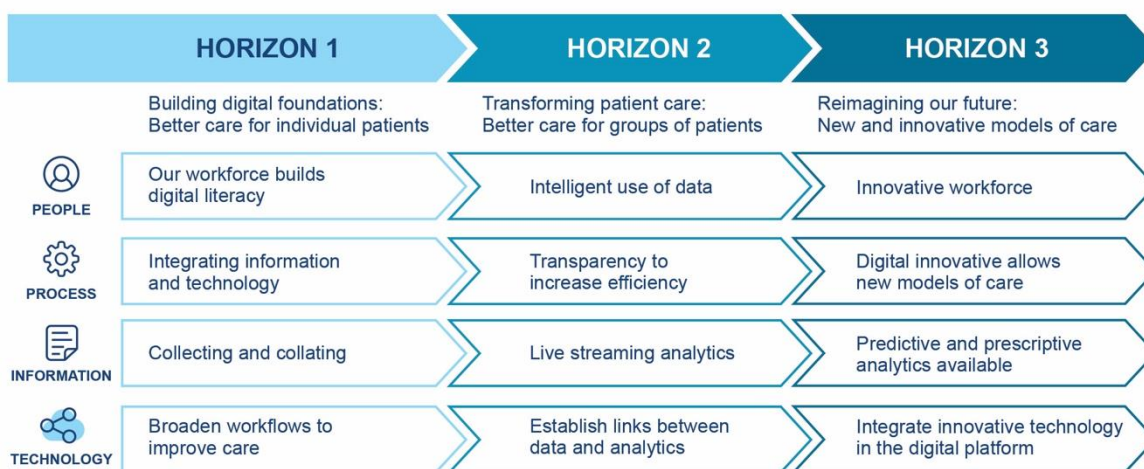 HORIZON 1
HORIZON 2
HORIZON 3
Building digital foundations:
Better care for individual patients
Transforming patient care:
Better care for groups of patients
Reimagining our future:
New and innovative models of care
PEOPLE
Our workforce builds
digital literacy
Intelligent use of data
Innovative workforce
PROCESS
Integrating information
and technology
Transparency to
increase efficiency
Digital innovative allows
new models of care
INFORMATION
Collecting and collating
Live streaming analytics
Predictive and prescriptive
analytics available
TECHNOLOGY
Broaden workflows to
improve care
Establish links between
data and analytics
Integrate innovative technology
in the digital platform